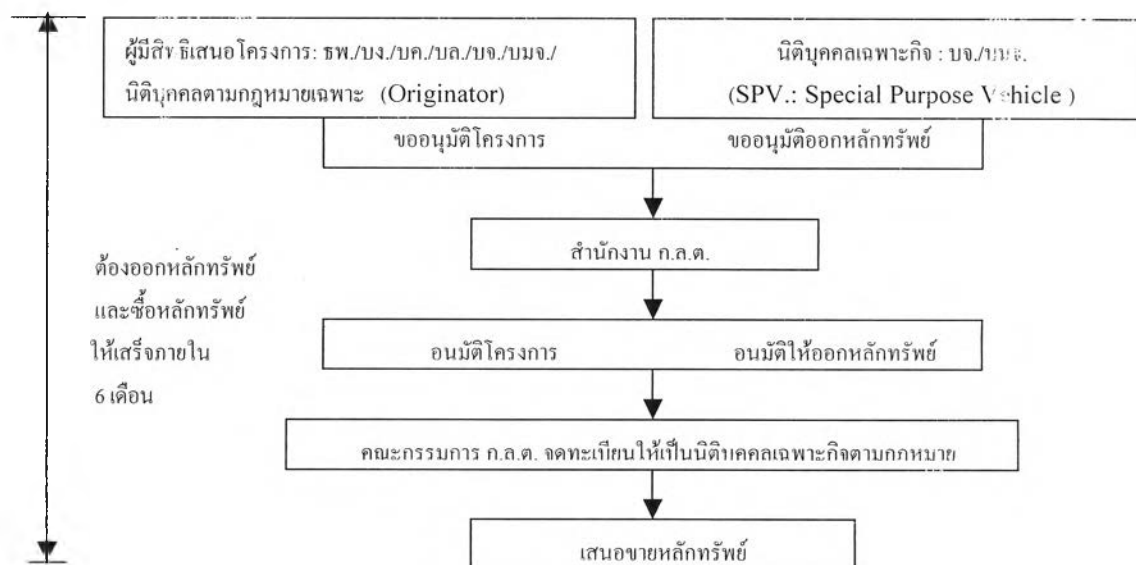 ผู้มีสิทธิเสนอโครงการ: ธพ./บง./บค./บล./บจ./บมจ./
นิติบุคคลตามกฎหมายเฉพาะ (Originator)
นิติบุคคลเฉพาะกิจ : บจ./บมจ.
(SPV.: Special Purpose Vehicle )
ขออนุมัติโครงการ
ขออนุมัติออกหลักทรัพย์
สำนักงาน ก.ล.ต.
ต้องออกหลักทรัพย์
และซื้อหลักทรัพย์
ให้เสร็จภายใน
6 เดือน
อนุมัติโครงการ
อนุมัติให้ออกหลักทรัพย์
คณะกรรมการ ก.ล.ต. จดทะเบียนให้เป็นนิติบุคคลเฉพาะกิจตามกฎหมาย
เสนอขายหลักทรัพย์